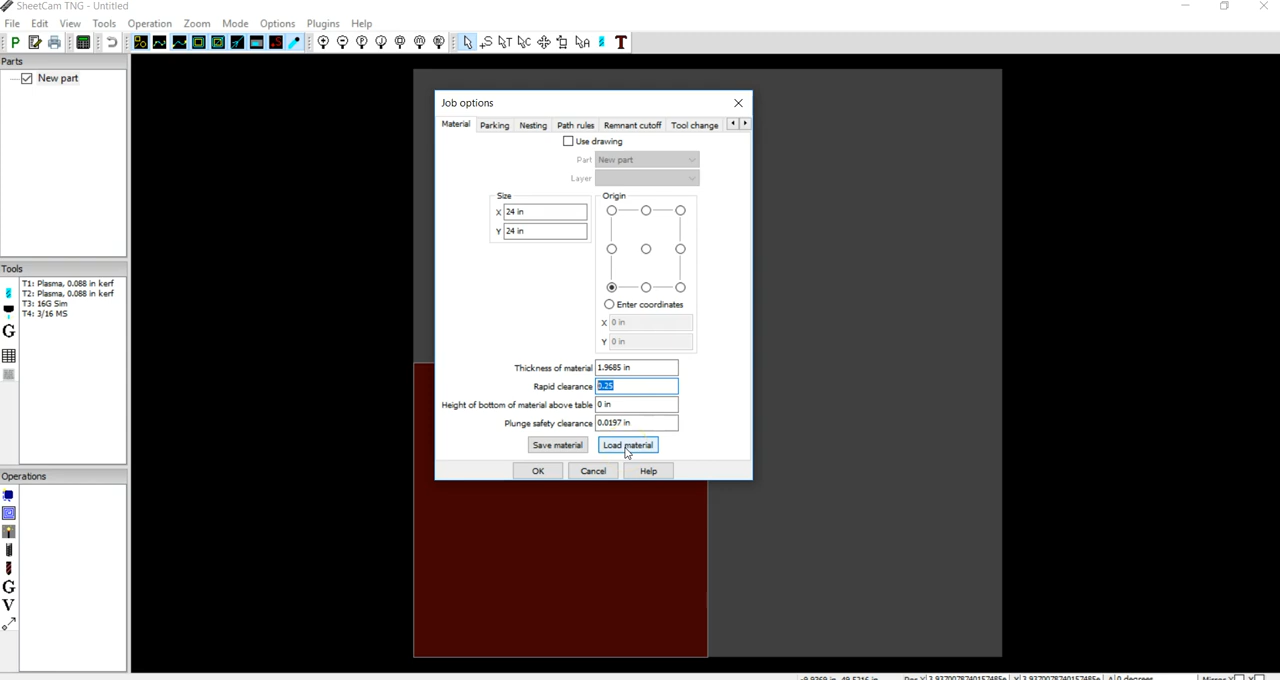 SheetCam TNG - Untitled
File Edit View Tools Operation Zoom Mode Options Plugins Help
Parts
New part
Tools
T1: Plasma, 0.088 in kerf
T2: Plasma, 0.088 in kerf
T3: 16G Sim
T4: 3/16 MS
Operations
Job options
Material Parking Nesting Path rules Remnant cutoff Tool change
Use drawing
Part New part
Layer
Size
X 24 in
Y 24 in
Origin
Enter coordinates
X 0 in
Y 0 in
Thickness of material 1.9685 in
Rapid clearance 0.25
Height of bottom of material above table 0 in
Plunge safety clearance 0.0197 in
Save material Load material
OK Cancel Help